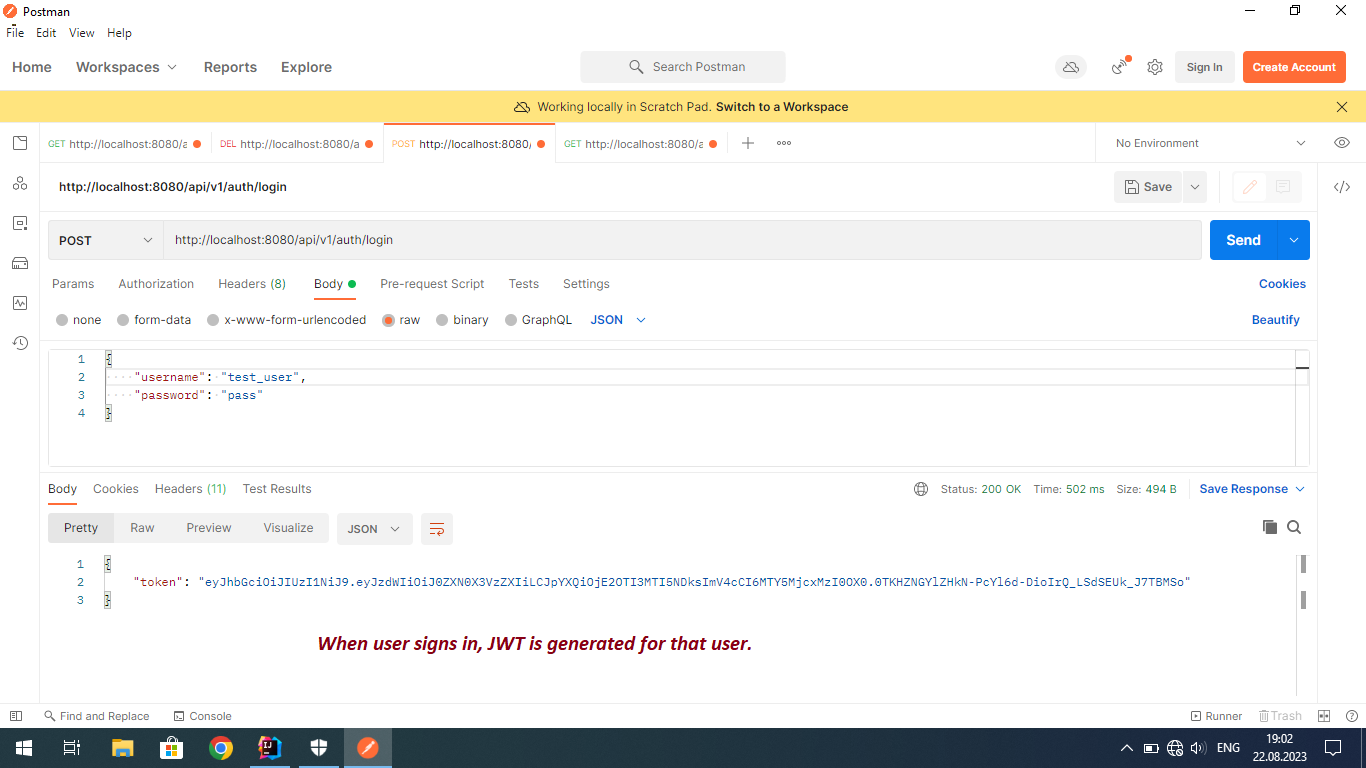 Postman
File Edit View Help
Home Workspaces Reports Explore Search Postman Sign In Create Account
Working locally in Scratch Pad. Switch to a Workspace
GET http://localhost:8080/a DEL http://localhost:8080/a POST http://localhost:8080/ GET http://localhost:8080/a No Environment
http://localhost:8080/api/v1/auth/login Save
POST http://localhost:8080/api/v1/auth/login Send
Params Authorization Headers (8) Body Pre-request Script Tests Settings Cookies
none form-data x-www-form-urlencoded raw binary GraphQL JSON Beautify
1 {
2 "username": "test_user",
3 "password": "pass"
4 }
Body Cookies Headers (11) Test Results Status: 200 OK Time: 502 ms Size: 494 B Save Response
Pretty Raw Preview Visualize JSON
1 {
2 "token": "eyJhbGciOiJIUzI1NiJ9.eyJzdWIiOiJ0ZXN0X3VzZXIiLCJpYXQiOjE2OTI3MTI5NDksImV4cCI6MTY5MjcxMzI0OX0.0TKHZNGYlZHkN-PcYl6d-DioIrQ_LSdSEUk_J7TBMSo"
3 }
When user signs in, JWT is generated for that user.
Find and Replace Console Runner Trash
ENG 19:02
22.08.2023